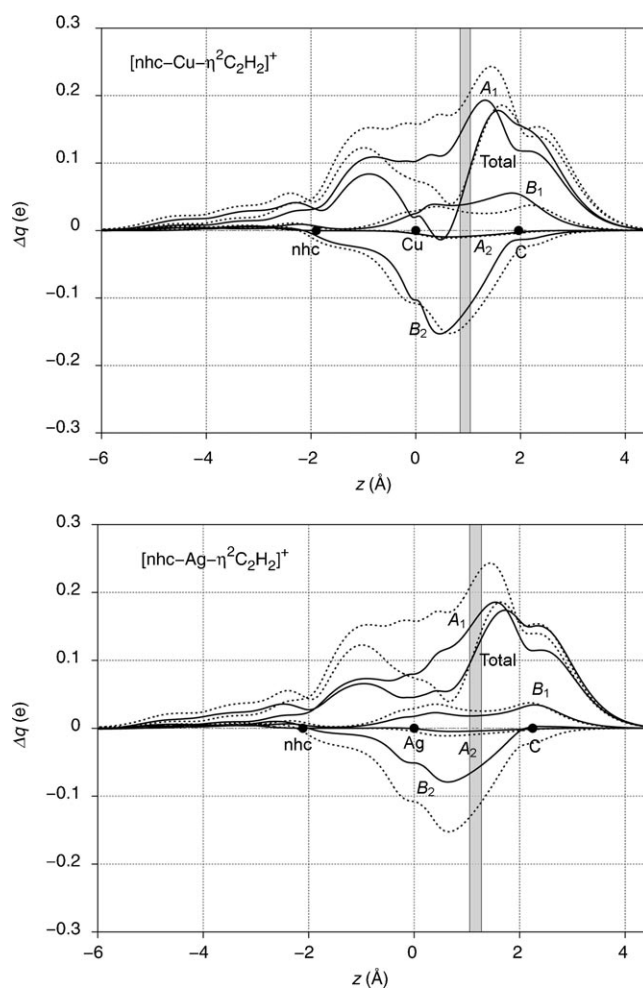 0.3
[nhc–Cu–η²C₂H₂]⁺
0.2
A₁
Total
0.1
B₁
Δq (e)
0
nhc
Cu
A₂
C
−0.1
B₂
−0.2
−0.3
−6
−4
−2
0
2
4
z (Å)
0.3
[nhc–Ag–η²C₂H₂]⁺
0.2
A₁
Total
0.1
B₁
Δq (e)
0
nhc
Ag
A₂
C
B₂
−0.1
−0.2
−0.3
−6
−4
−2
0
2
4
z (Å)